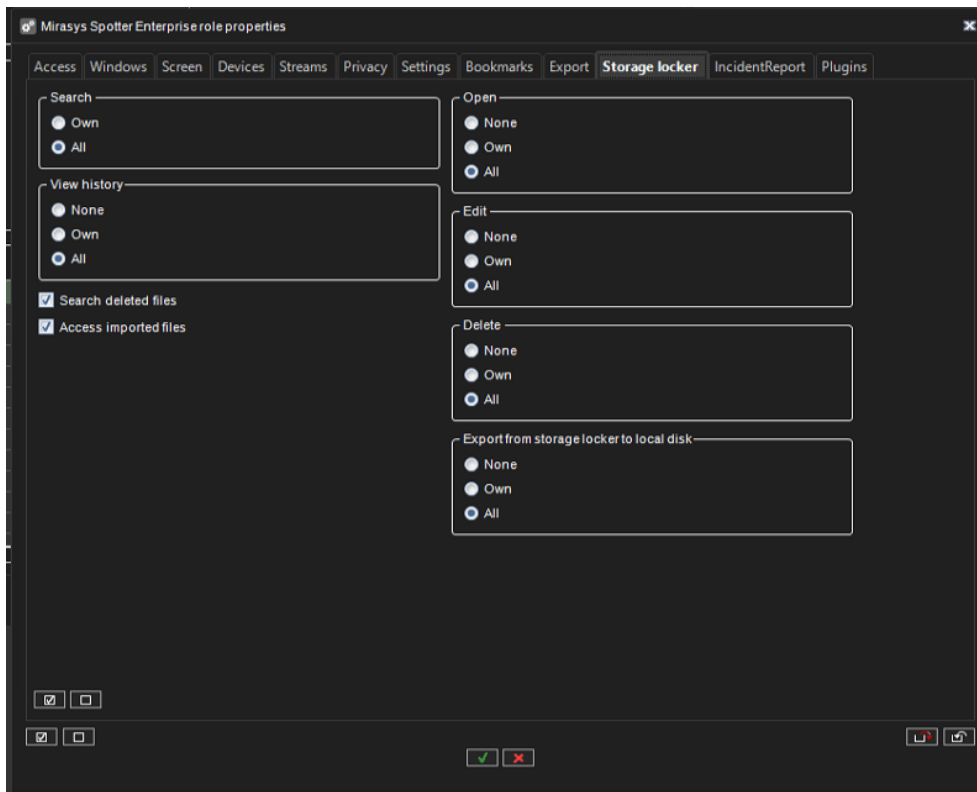 Mirasys Spotter Enterprise role properties
Access Windows Screen Devices Streams Privacy Settings Bookmarks Export Storage locker IncidentReport Plugins
Search
Own
All
View history
None
Own
All
Search deleted files
Access imported files
Open
None
Own
All
Edit
None
Own
All
Delete
None
Own
All
Export from storage locker to local disk
None
Own
All